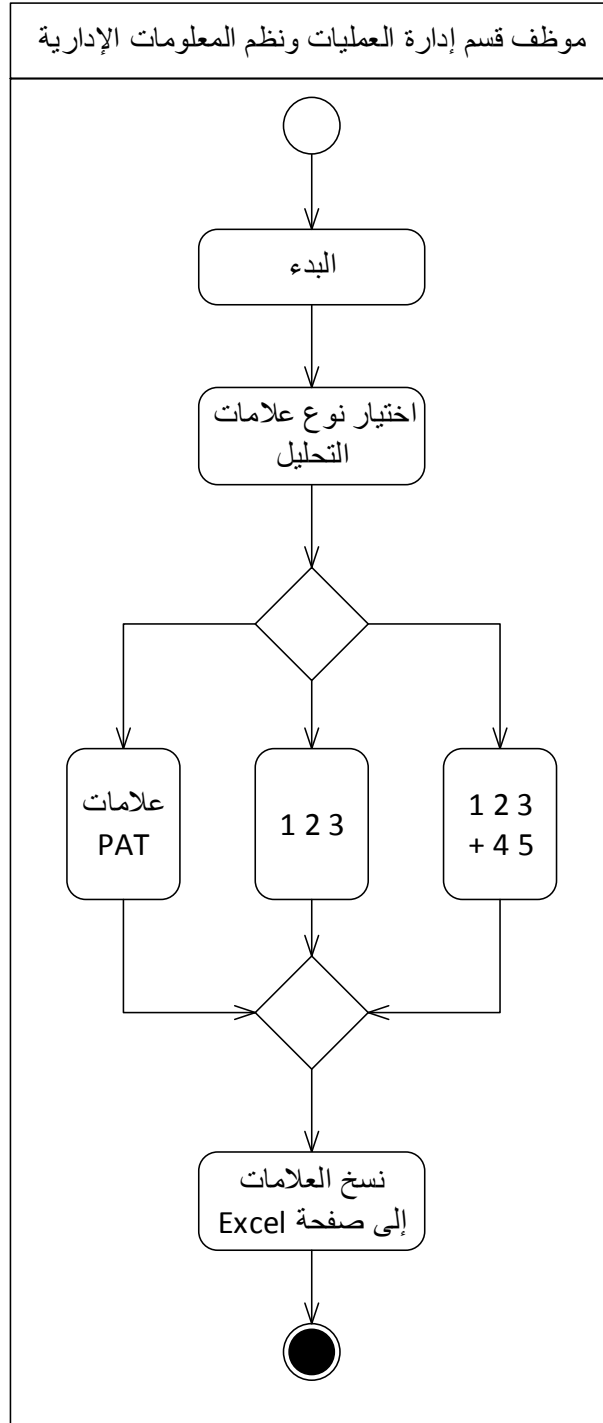 موظف قسم إدارة العمليات ونظم المعلومات الإدارية
البدء
اختيار نوع علامات
التحليل
علامات
PAT
1 2 3
1 2 3
+ 4 5
نسخ العلامات
إلى صفحة Excel